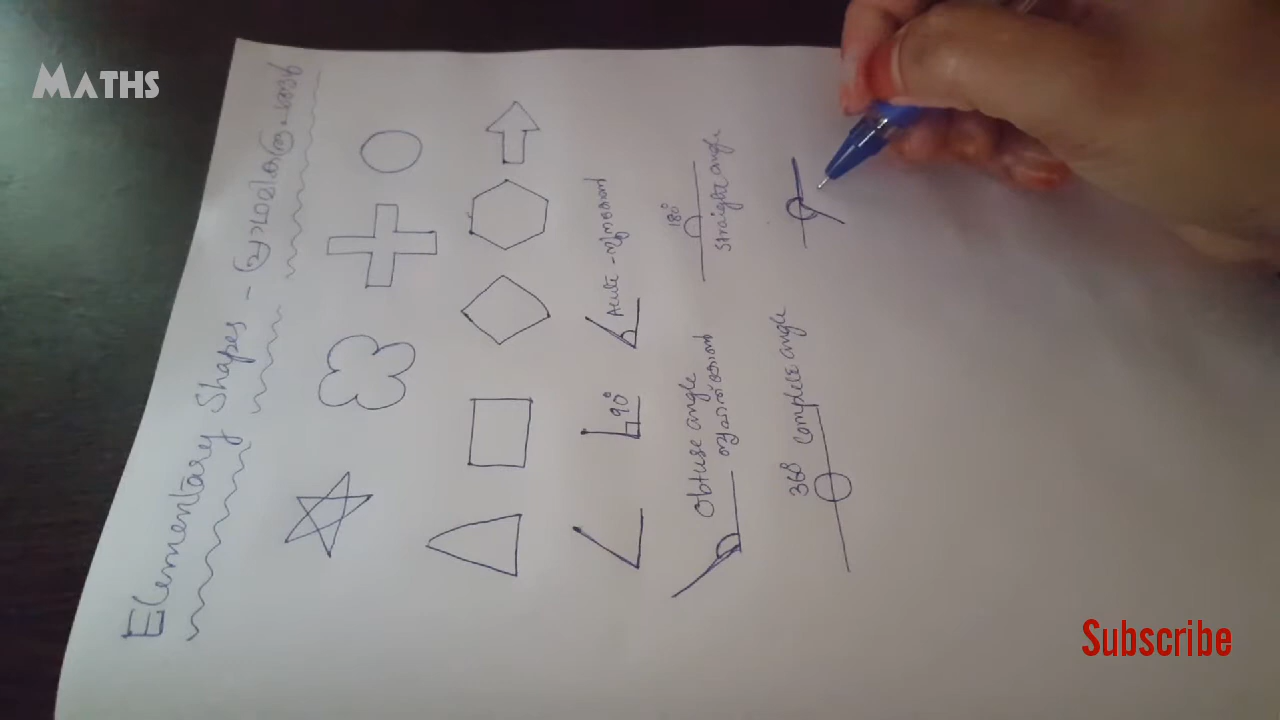 MATHS
Elementary Shapes -
90°
Acute -
Obtuse angle
180°
Straight angle
360 Complete angle
Subscribe